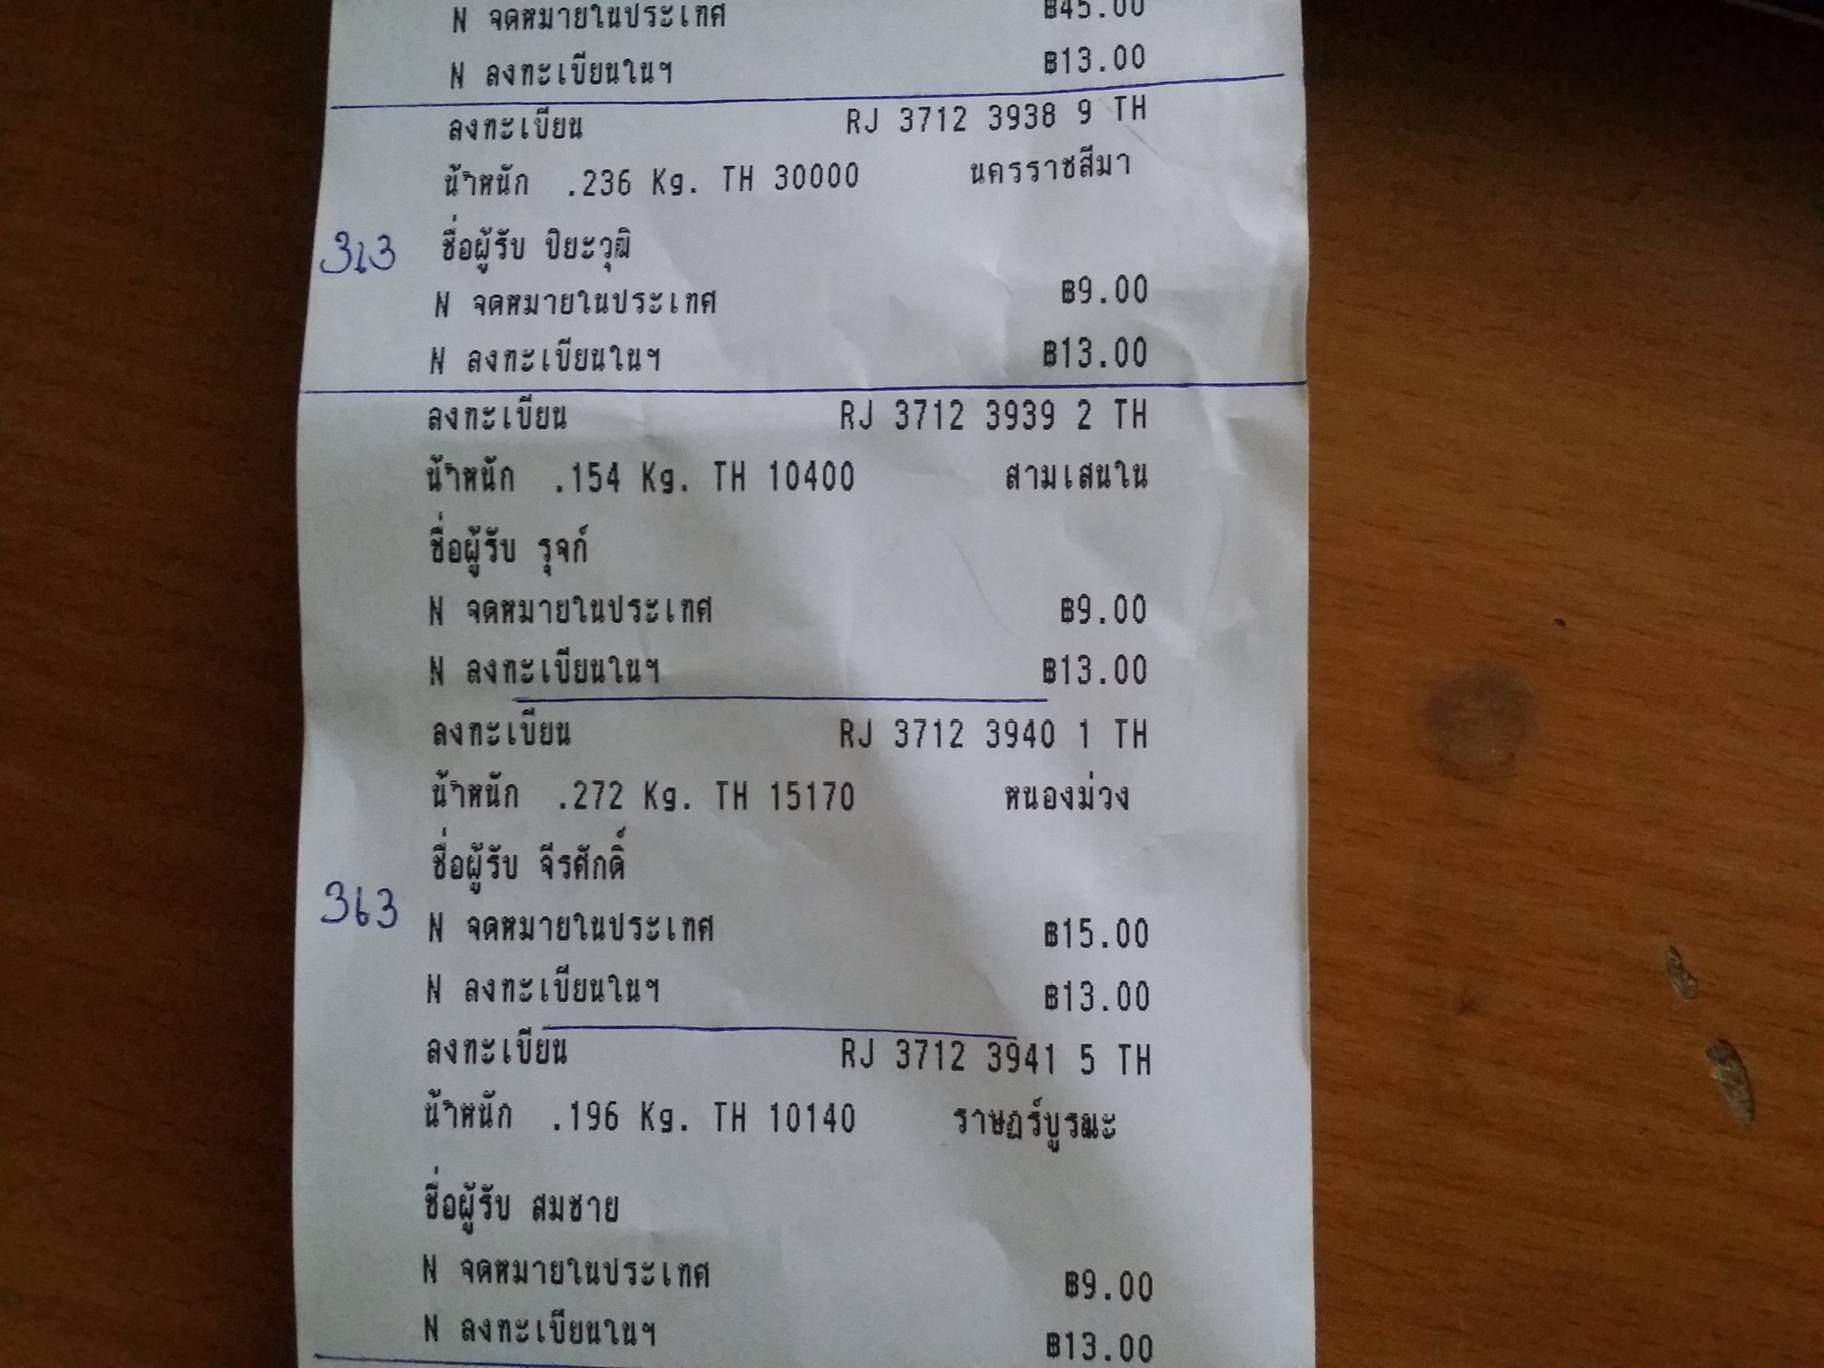 N จดหมายในประเทศ ฿45.00
N ลงทะเบียนในฯ ฿13.00
ลงทะเบียน RJ 3712 3938 9 TH
น้ำหนัก .236 Kg. TH 30000 นครราชสีมา
363 ชื่อผู้รับ ปิยะวุฒิ
N จดหมายในประเทศ ฿9.00
N ลงทะเบียนในฯ ฿13.00
ลงทะเบียน RJ 3712 3939 2 TH
น้ำหนัก .154 Kg. TH 10400 สามเสนใน
ชื่อผู้รับ รุจก์
N จดหมายในประเทศ ฿9.00
N ลงทะเบียนในฯ ฿13.00
ลงทะเบียน RJ 3712 3940 1 TH
น้ำหนัก .272 Kg. TH 15170 หนองม่วง
ชื่อผู้รับ จีรศักดิ์
363 N จดหมายในประเทศ ฿15.00
N ลงทะเบียนในฯ ฿13.00
ลงทะเบียน RJ 3712 3941 5 TH
น้ำหนัก .196 Kg. TH 10140 ราษฎร์บูรณะ
ชื่อผู้รับ สมชาย
N จดหมายในประเทศ ฿9.00
N ลงทะเบียนในฯ ฿13.00